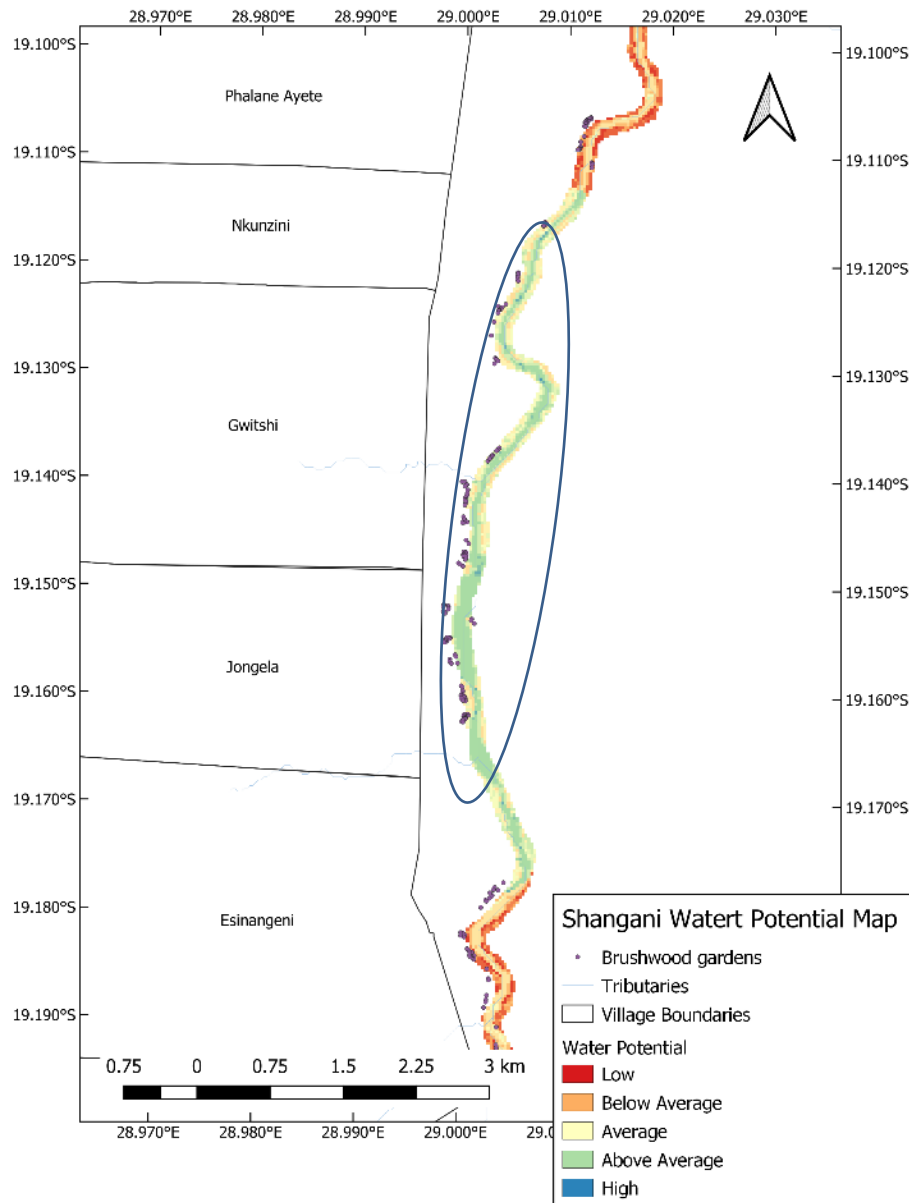 28.970°E 28.980°E 28.990°E 29.000°E 29.010°E 29.020°E 29.030°E
19.100°S 19.100°S
Phalane Ayete
19.110°S 19.110°S
Nkunzini
19.120°S 19.120°S
19.130°S 19.130°S
Gwitshi
19.140°S 19.140°S
19.150°S 19.150°S
Jongela
19.160°S 19.160°S
19.170°S 19.170°S
19.180°S
Esinangeni
19.190°S
Shangani Watert Potential Map
Brushwood gardens
Tributaries
Village Boundaries
Water Potential
Low
Below Average
Average
Above Average
High
0.75 0 0.75 1.5 2.25 3 km
28.970°E 28.980°E 28.990°E 29.000°E 29.0